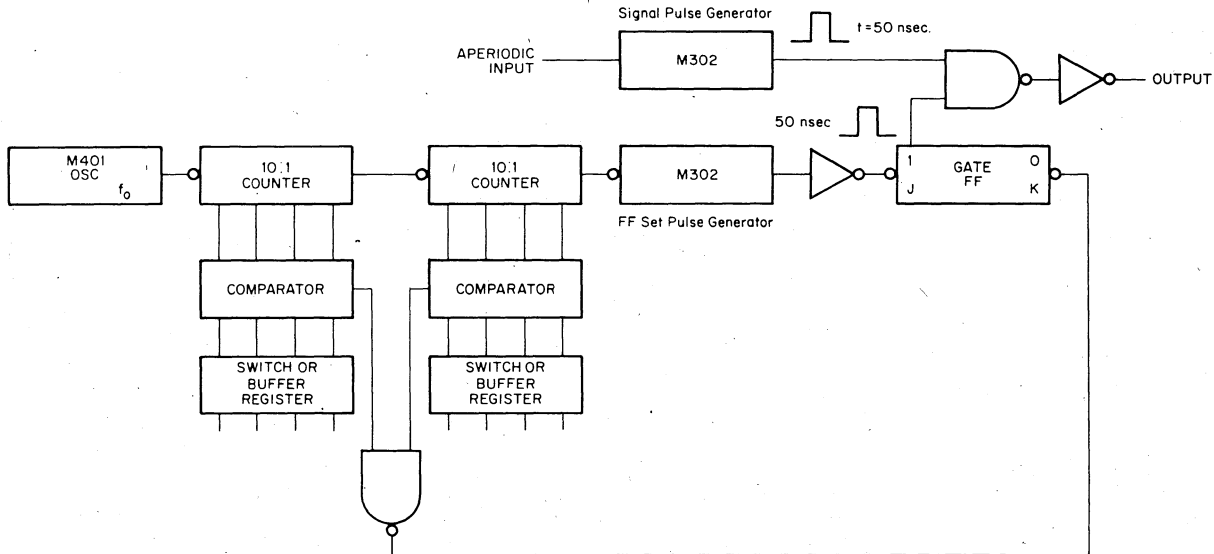 Signal Pulse Generator
t=50 nsec.
APERIODIC
INPUT
M302
OUTPUT
50 nsec
M401
OSC
fo
10:1
COUNTER
10:1
COUNTER
M302
FF Set Pulse Generator
1
GATE
FF
0
J
K
COMPARATOR
COMPARATOR
SWITCH OR
BUFFER
REGISTER
SWITCH OR
BUFFER
REGISTER